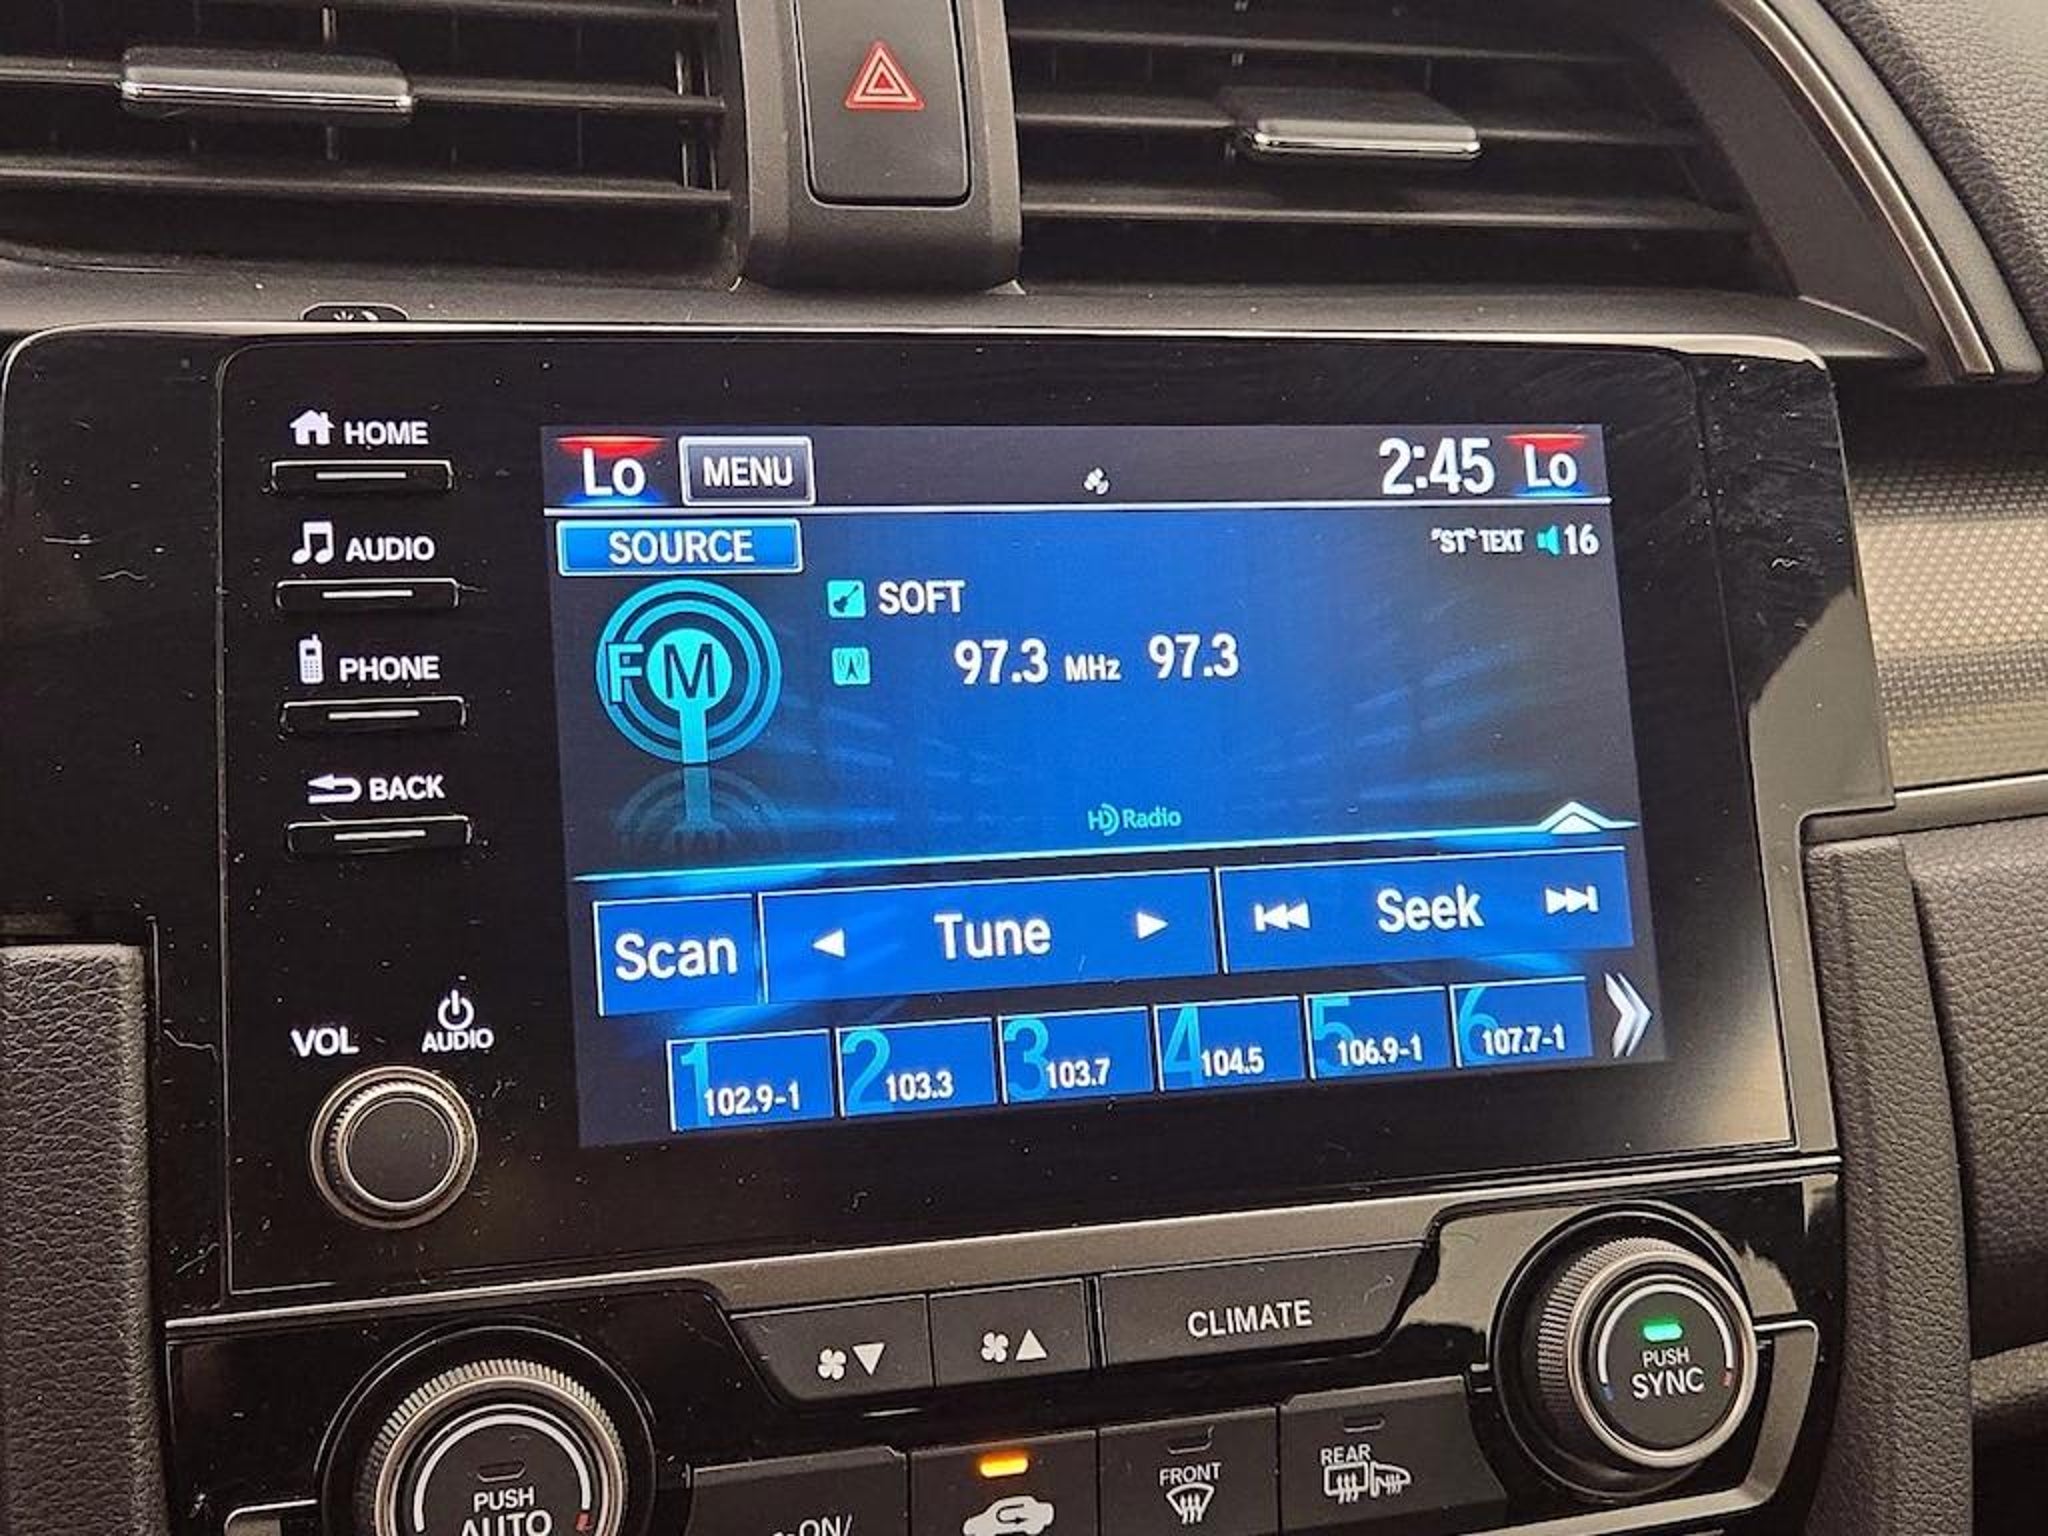 HOME
AUDIO
PHONE
BACK
VOL
AUDIO
Lo MENU 2:45 Lo
SOURCE "ST" TEXT 16
FM
SOFT
97.3 MHz 97.3
HD Radio
Scan Tune Seek
1 102.9-1
2 103.3
3 103.7
4 104.5
5 106.9-1
6 107.7-1
CLIMATE
PUSH
SYNC
PUSH
AUTO
ON/
FRONT
REAR